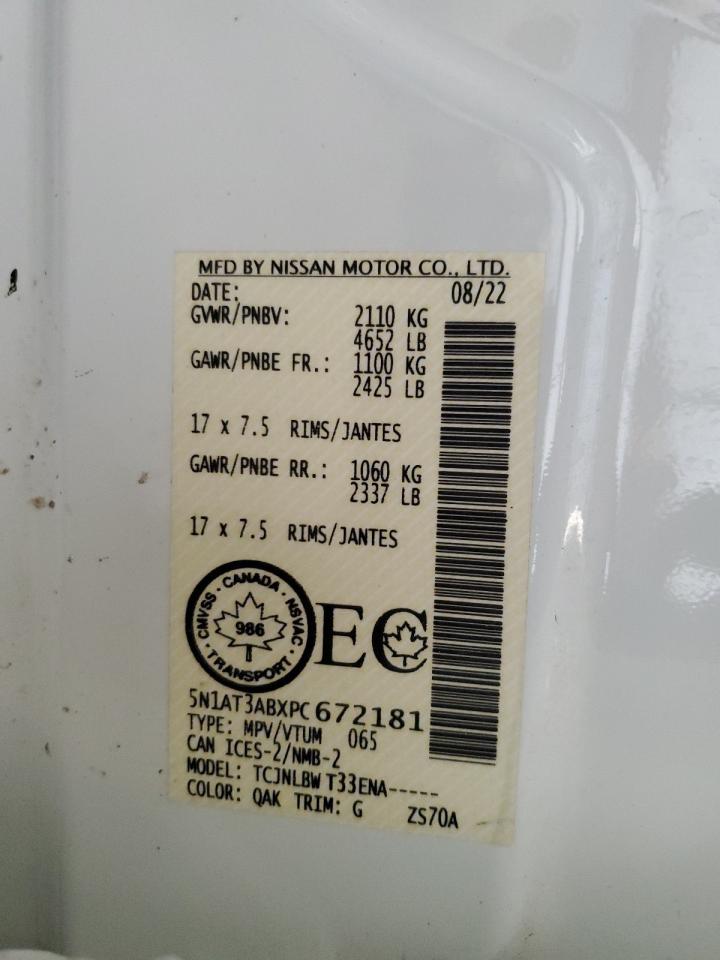 MFD BY NISSAN MOTOR CO., LTD.
DATE: 08/22
GVWR/PNBV: 2110 KG
4652 LB
GAWR/PNBE FR.: 1100 KG
2425 LB
17 x 7.5 RIMS/JANTES
GAWR/PNBE RR.: 1060 KG
2337 LB
17 x 7.5 RIMS/JANTES
CMVSS · CANADA · NSVAC · TRANSPORT ·
986
EC
5N1AT3ABXPC672181
TYPE: MPV/VTUM 065
CAN ICES-2/NMB-2
MODEL: TCJNLBW T33ENA-----
COLOR: QAK TRIM: G ZS70A